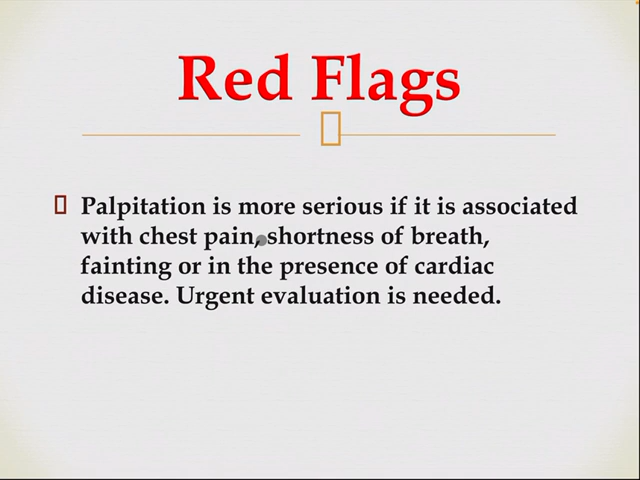 Red Flags
Palpitation is more serious if it is associated
with chest pain, shortness of breath,
fainting or in the presence of cardiac
disease. Urgent evaluation is needed.